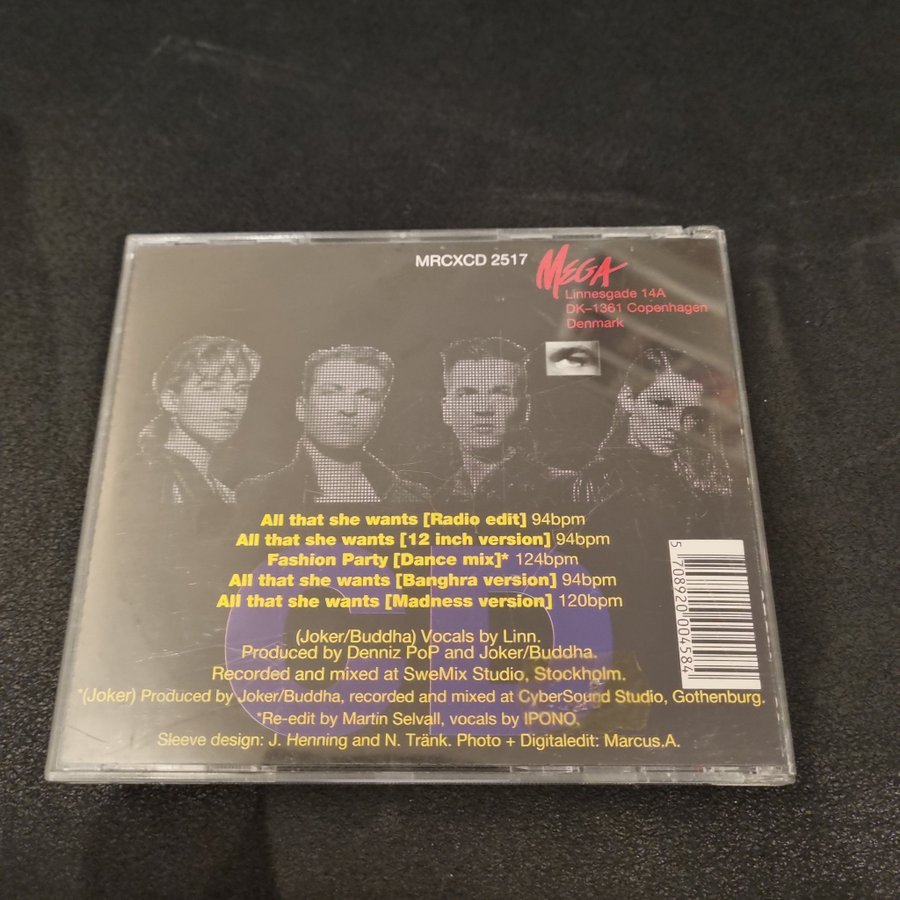 MRCXCD 2517 MEGA
Linnesgade 14A
DK-1361 Copenhagen
Denmark
All that she wants [Radio edit] 94bpm
All that she wants [12 inch version] 94bpm
Fashion Party [Dance mix]* 124bpm
All that she wants [Banghra version] 94bpm
All that she wants [Madness version] 120bpm
CD
(Joker/Buddha) Vocals by Linn.
Produced by Denniz PoP and Joker/Buddha.
Recorded and mixed at SweMix Studio, Stockholm.
*(Joker) Produced by Joker/Buddha, recorded and mixed at CyberSound Studio, Gothenburg.
*Re-edit by Martin Selvall, vocals by IPONO.
Sleeve design: J. Henning and N. Tränk. Photo + Digitaledit: Marcus.A.
5 708920 004584